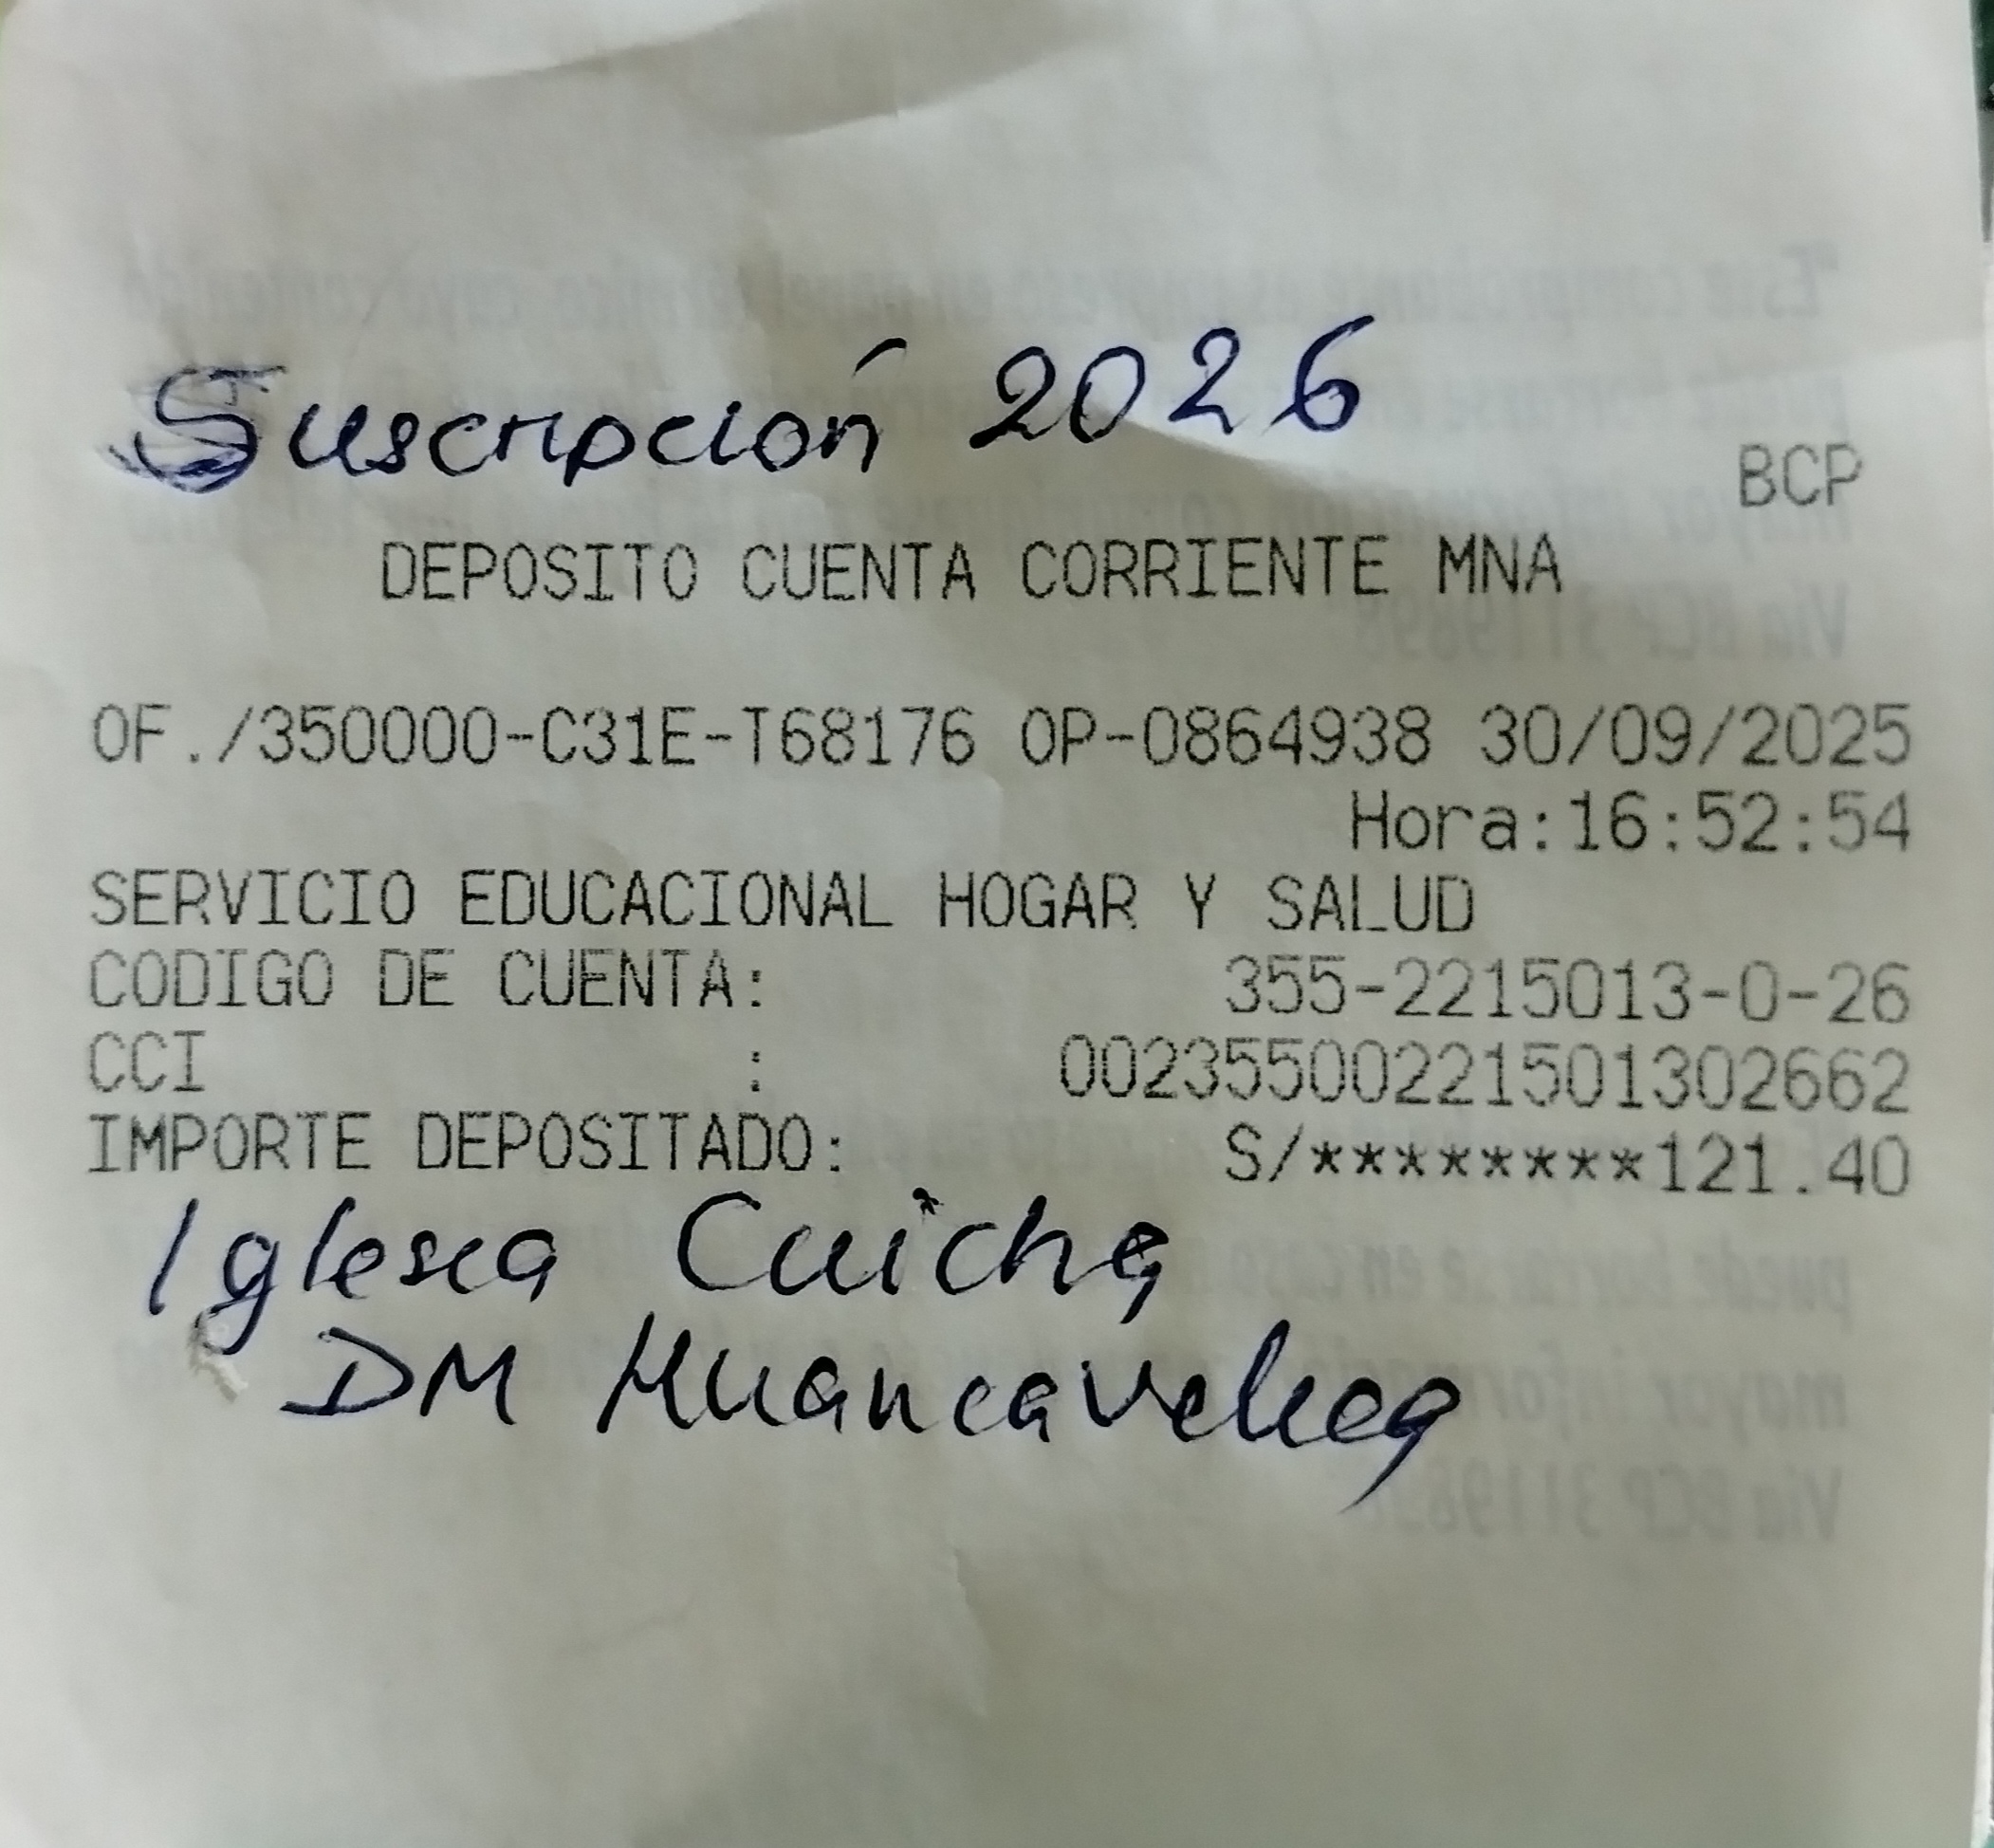 Suscripción 2026
BCP
DEPOSITO CUENTA CORRIENTE MNA
OF./350000-C31E-T68176 OP-0864938 30/09/2025
Hora:16:52:54
SERVICIO EDUCACIONAL HOGAR Y SALUD
CODIGO DE CUENTA: 355-2215013-0-26
CCI : 00235500221501302662
IMPORTE DEPOSITADO: S/********121.40
Iglesia Cuicha
DM Huancavelica